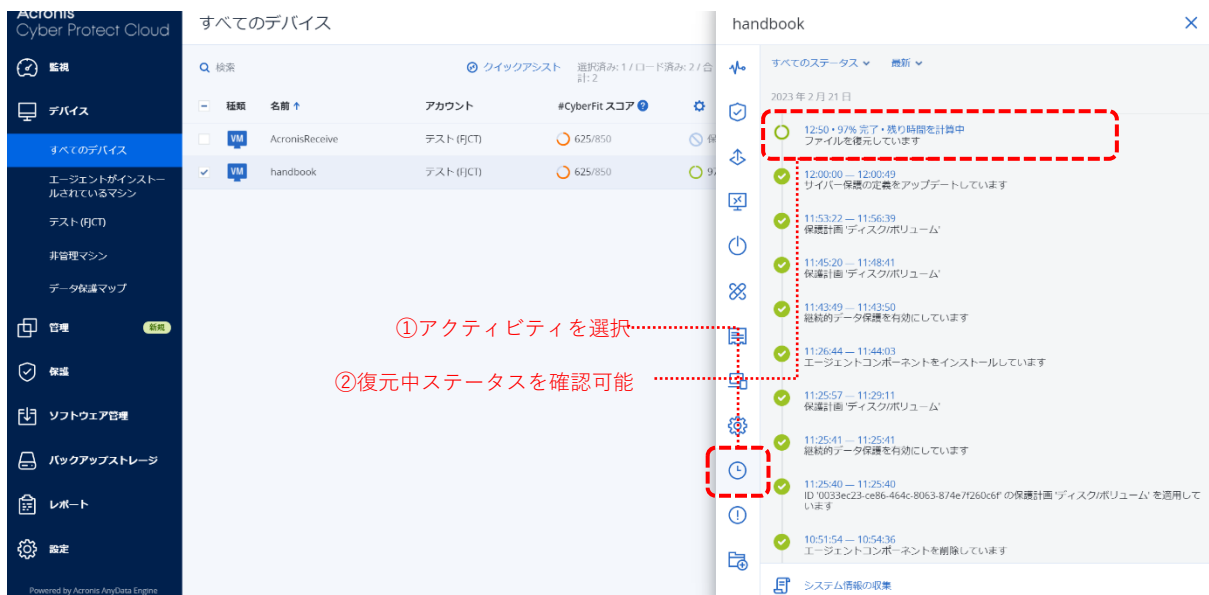 Acronis
Cyber Protect Cloud
監視
デバイス
すべてのデバイス
エージェントがインストー
ルされているマシン
テスト (FJCT)
非管理マシン
データ保護マップ
管理
新規
保護
ソフトウェア管理
バックアップストレージ
レポート
設定
Powered by Acronis AnyData Engine
すべてのデバイス
検索
クイックアシスト
選択済み: 1 / ロード済み: 2 / 合
計: 2
種類
名前
アカウント
#CyberFit スコア
VM
AcronisReceive
テスト (FJCT)
625/850
VM
handbook
テスト (FJCT)
625/850
①アクティビティを選択
②復元中ステータスを確認可能
handbook
すべてのステータス
最新
2023 年 2 月 21 日
12:50・97% 完了・残り時間を計算中
ファイルを復元しています
12:00:00 — 12:00:49
サイバー保護の定義をアップデートしています
11:53:22 — 11:56:39
保護計画 'ディスク/ボリューム'
11:45:20 — 11:48:41
保護計画 'ディスク/ボリューム'
11:43:49 — 11:43:50
継続的データ保護を有効にしています
11:26:44 — 11:44:03
エージェントコンポーネントをインストールしています
11:25:57 — 11:29:11
保護計画 'ディスク/ボリューム'
11:25:41 — 11:25:41
継続的データ保護を有効にしています
11:25:40 — 11:25:40
ID '0033ec23-ce86-464c-8063-874e7f260c6f' の保護計画 'ディスク/ボリューム' を適用して
います
10:51:54 — 10:54:36
エージェントコンポーネントを削除しています
システム情報の収集